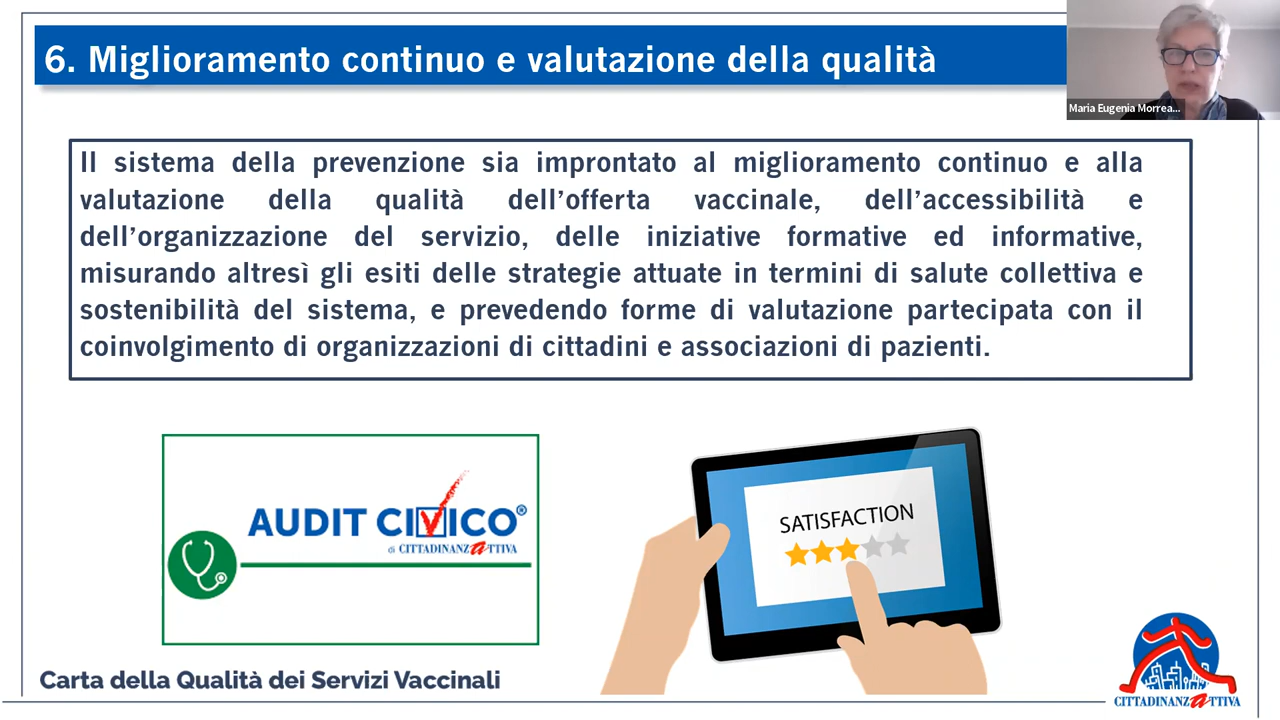 6. Miglioramento continuo e valutazione della qualità
Maria Eugenia Morrea...
Il sistema della prevenzione sia improntato al miglioramento continuo e alla
valutazione della qualità dell’offerta vaccinale, dell’accessibilità e
dell’organizzazione del servizio, delle iniziative formative ed informative,
misurando altresì gli esiti delle strategie attuate in termini di salute collettiva e
sostenibilità del sistema, e prevedendo forme di valutazione partecipata con il
coinvolgimento di organizzazioni di cittadini e associazioni di pazienti.
AUDIT CIVICO®
di CITTADINANZATTIVA
SATISFACTION
Carta della Qualità dei Servizi Vaccinali
CITTADINANZATTIVA